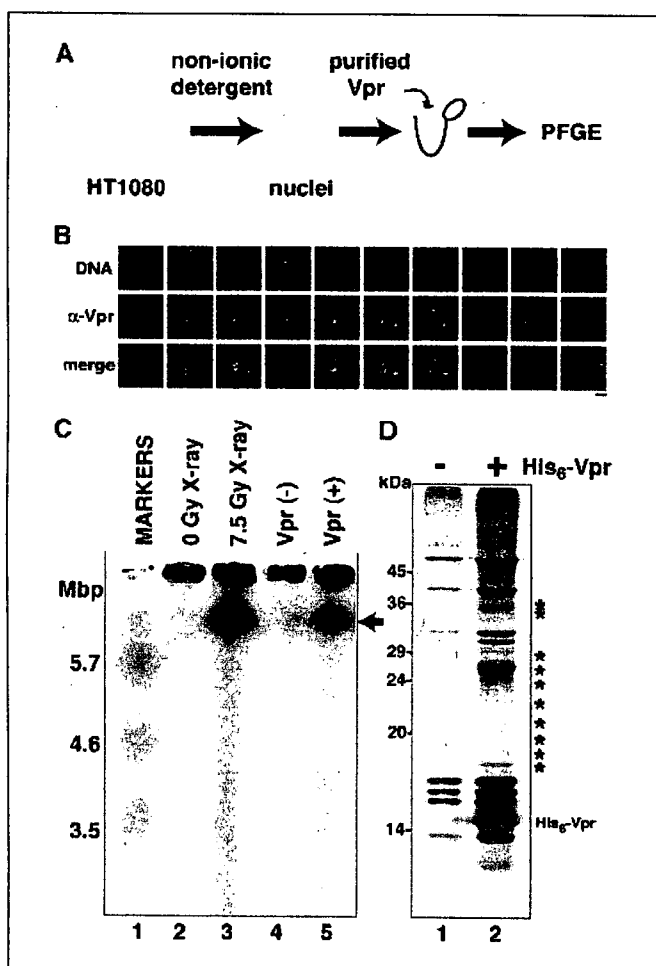 A
non-ionic detergent
purified Vpr
PFGE
HT1080
nuclei
B
DNA
α-Vpr
merge
C
MARKERS
0 Gy X-ray
7.5 Gy X-ray
Vpr (-)
Vpr (+)
Mbp
5.7
4.6
3.5
1 2 3 4 5
D
- + His₆-Vpr
kDa
45
36
29
24
20
14
*
*
*
*
*
*
*
*
*
*
His₆-Vpr
1 2